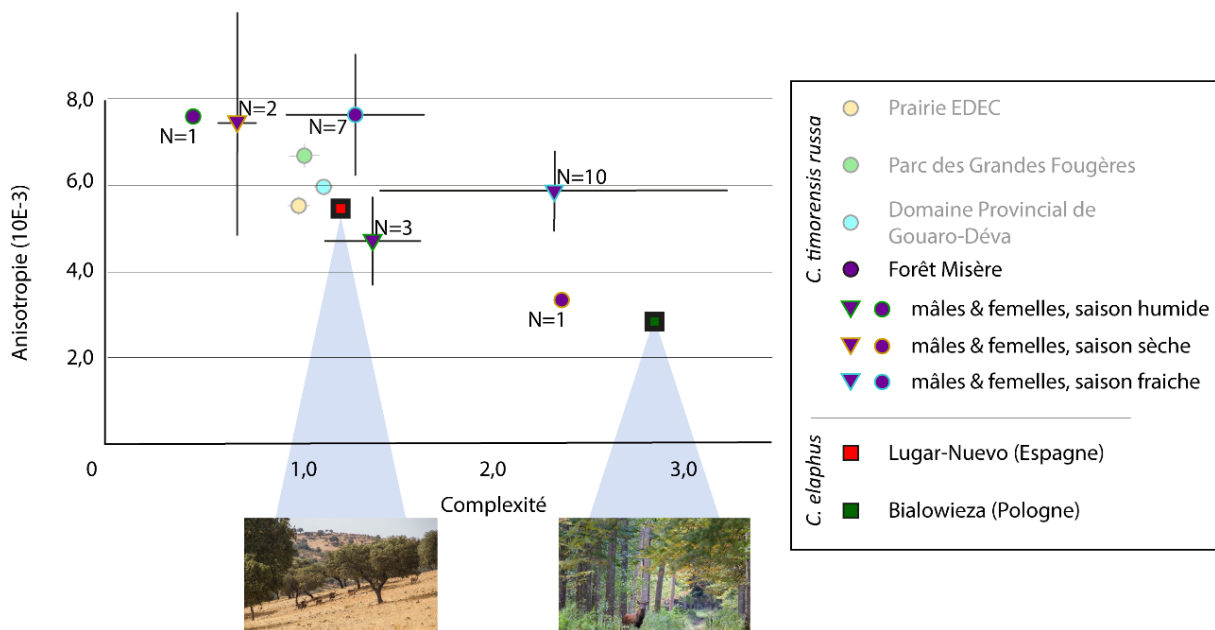 8,0
6,0
4,0
2,0
0
1,0
2,0
3,0
Anisotropie (10E-3)
Complexité
N=1
N=2
N=7
N=10
N=3
N=1
C. timorensis russa
Prairie EDEC
Parc des Grandes Fougères
Domaine Provincial de
Gouaro-Déva
Forêt Misère
mâles & femelles, saison humide
mâles & femelles, saison sèche
mâles & femelles, saison fraiche
C. elaphus
Lugar-Nuevo (Espagne)
Bialowieza (Pologne)